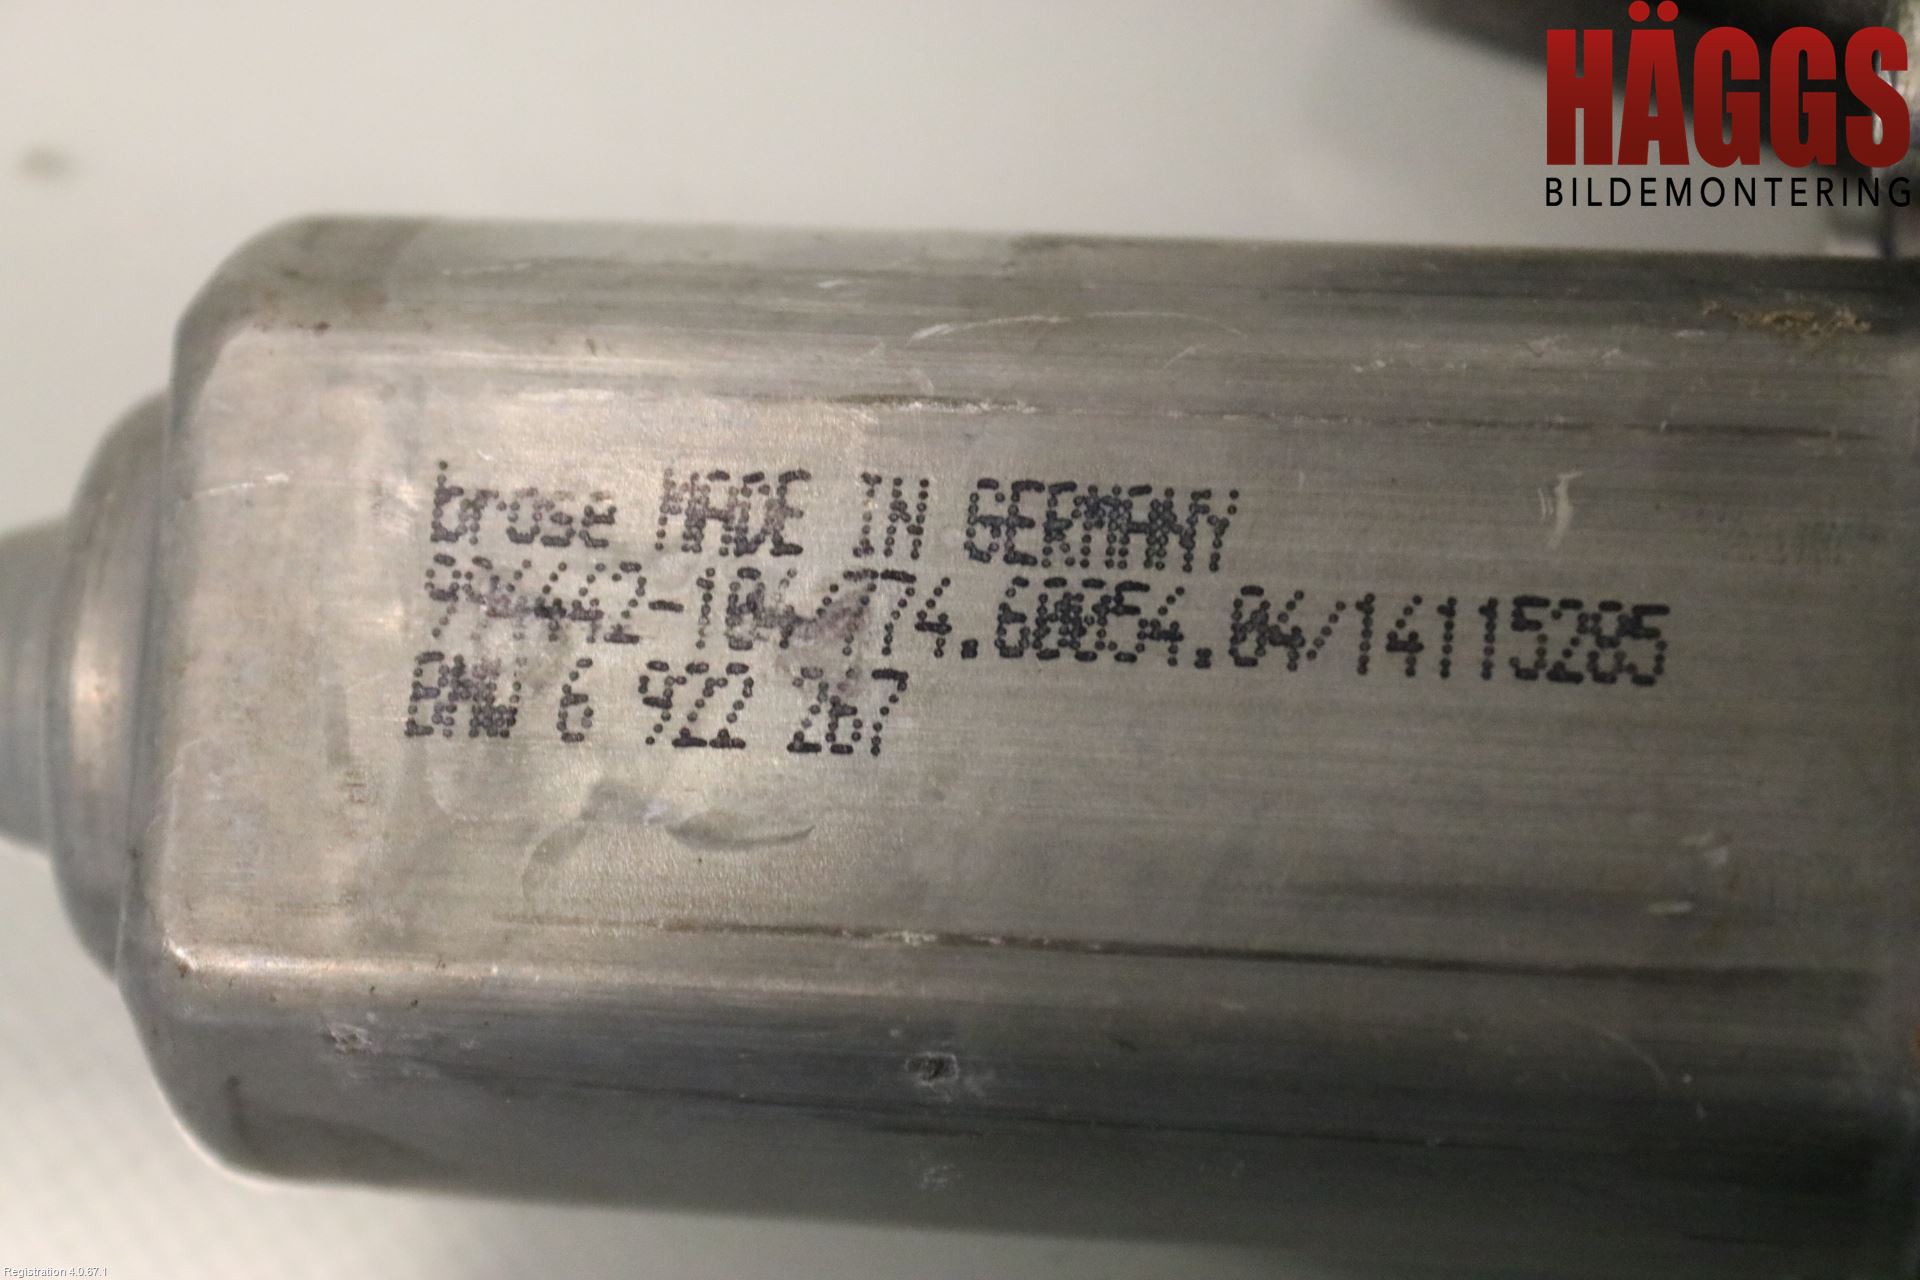 HÄGGS
BILDEMONTERING
brose MADE IN GERMANY
BMW 6 922 267
Registration 4.0.67.1